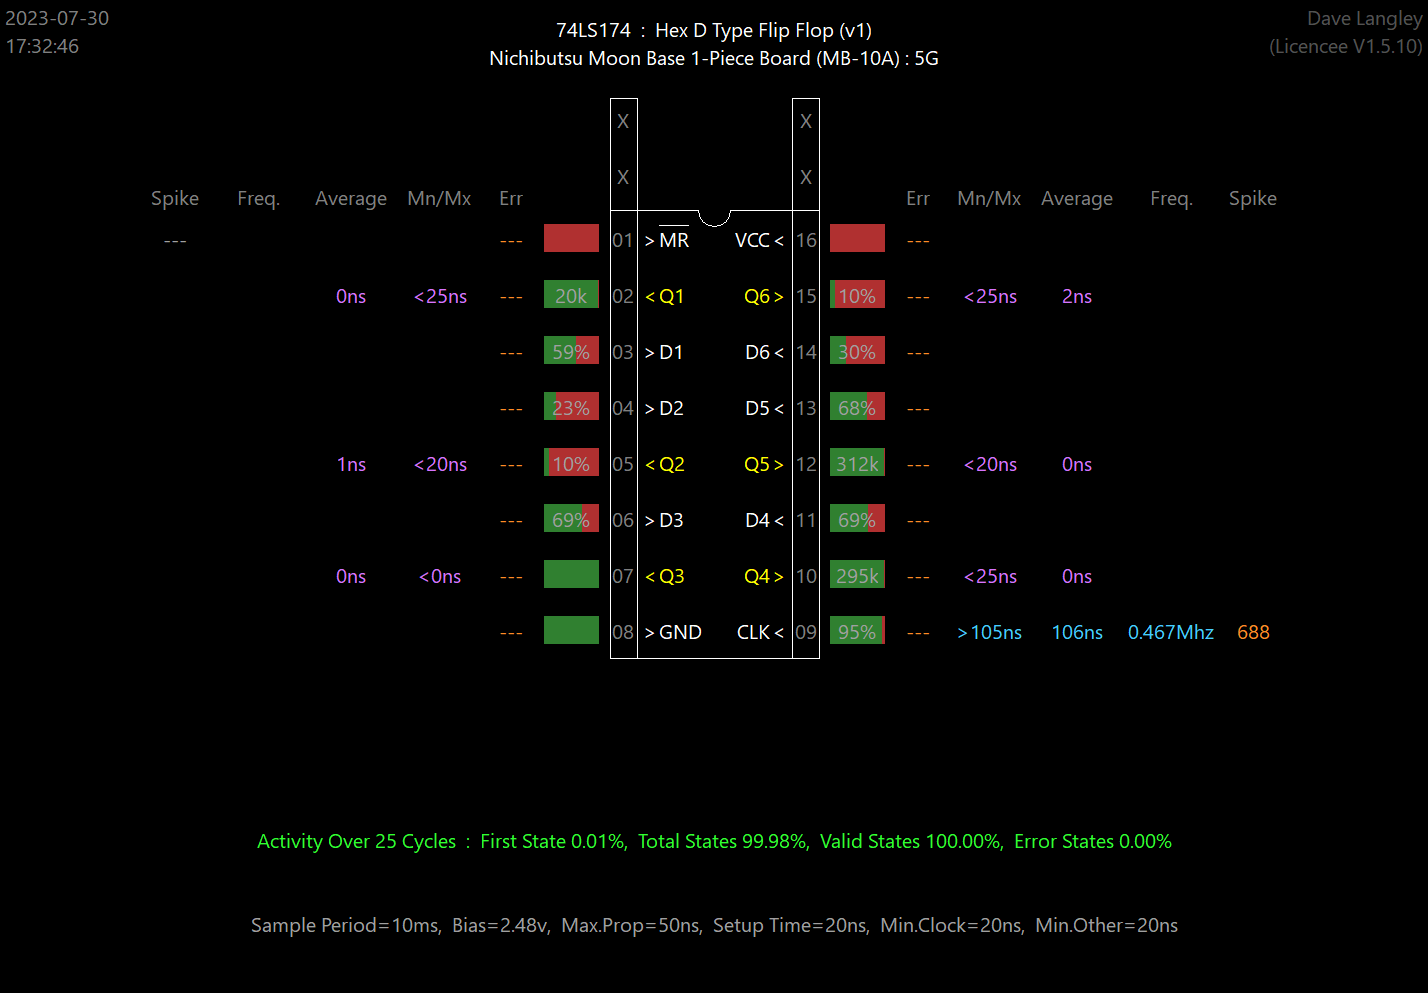 2023-07-30
17:32:46
74LS174 : Hex D Type Flip Flop (v1)
Nichibutsu Moon Base 1-Piece Board (MB-10A) : 5G
Dave Langley
(Licencee V1.5.10)
X X
X X
Spike Freq. Average Mn/Mx Err Err Mn/Mx Average Freq. Spike
--- --- 01 >MR VCC< 16 ---
0ns <25ns --- 20k 02 <Q1 Q6> 15 10% --- <25ns 2ns
--- 59% 03 >D1 D6< 14 30% ---
--- 23% 04 >D2 D5< 13 68% ---
1ns <20ns --- 10% 05 <Q2 Q5> 12 312k --- <20ns 0ns
--- 69% 06 >D3 D4< 11 69% ---
0ns <0ns --- 07 <Q3 Q4> 10 295k --- <25ns 0ns
--- 08 >GND CLK< 09 95% --- >105ns 106ns 0.467Mhz 688
Activity Over 25 Cycles : First State 0.01%, Total States 99.98%, Valid States 100.00%, Error States 0.00%
Sample Period=10ms, Bias=2.48v, Max.Prop=50ns, Setup Time=20ns, Min.Clock=20ns, Min.Other=20ns